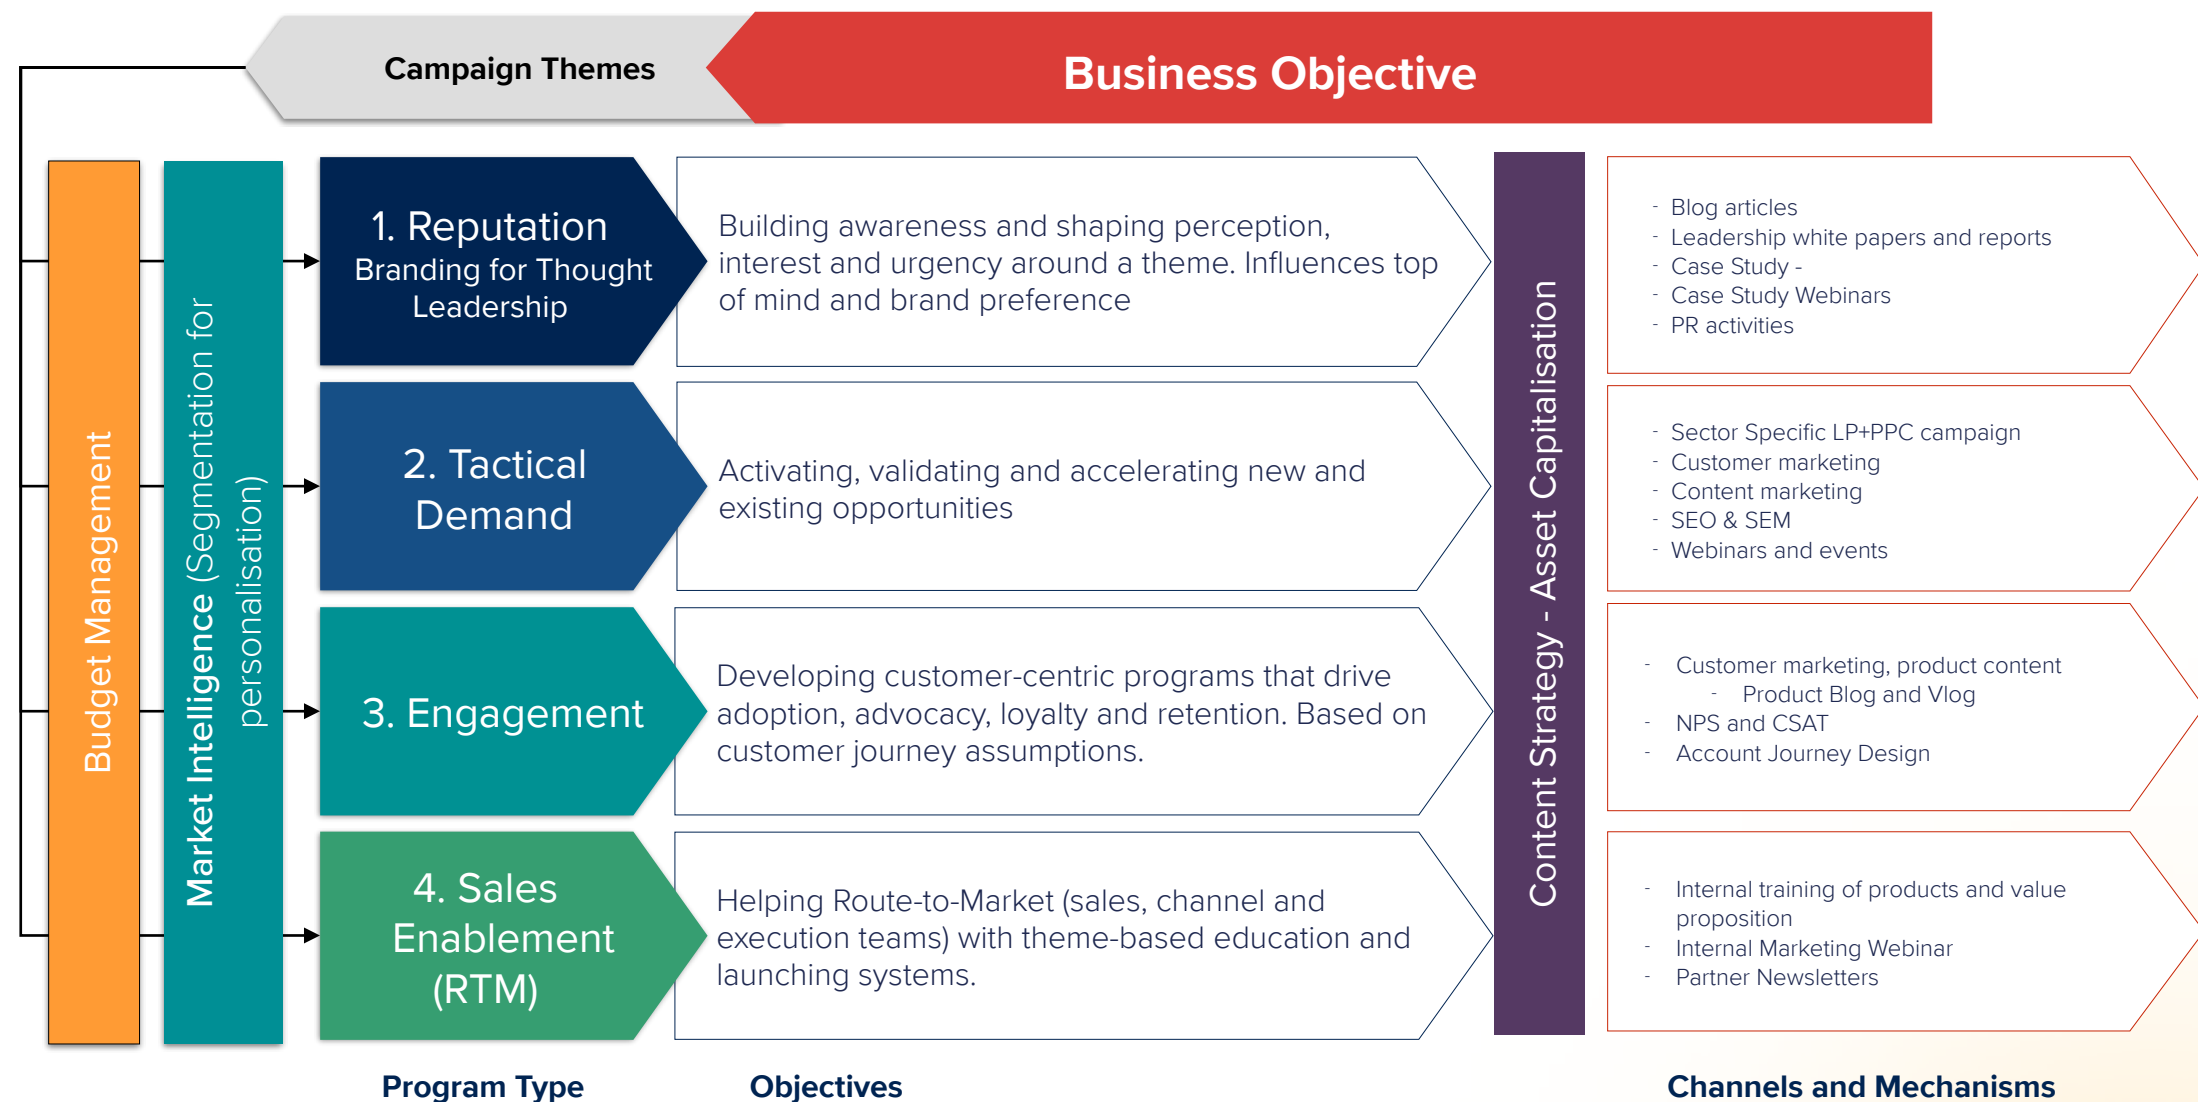 Campaign Themes
Business Objective
Budget Management
Market Intelligence (Segmentation for
personalisation)
1. Reputation
Branding for Thought
Leadership
Building awareness and shaping perception,
interest and urgency around a theme. Influences top
of mind and brand preference
- Blog articles
- Leadership white papers and reports
- Case Study -
- Case Study Webinars
- PR activities
2. Tactical
Demand
Activating, validating and accelerating new and
existing opportunities
- Sector Specific LP+PPC campaign
- Customer marketing
- Content marketing
- SEO & SEM
- Webinars and events
3. Engagement
Developing customer-centric programs that drive
adoption, advocacy, loyalty and retention. Based on
customer journey assumptions.
- Customer marketing, product content
- Product Blog and Vlog
- NPS and CSAT
- Account Journey Design
4. Sales
Enablement
(RTM)
Helping Route-to-Market (sales, channel and
execution teams) with theme-based education and
launching systems.
- Internal training of products and value
proposition
- Internal Marketing Webinar
- Partner Newsletters
Content Strategy - Asset Capitalisation
Program Type
Objectives
Channels and Mechanisms